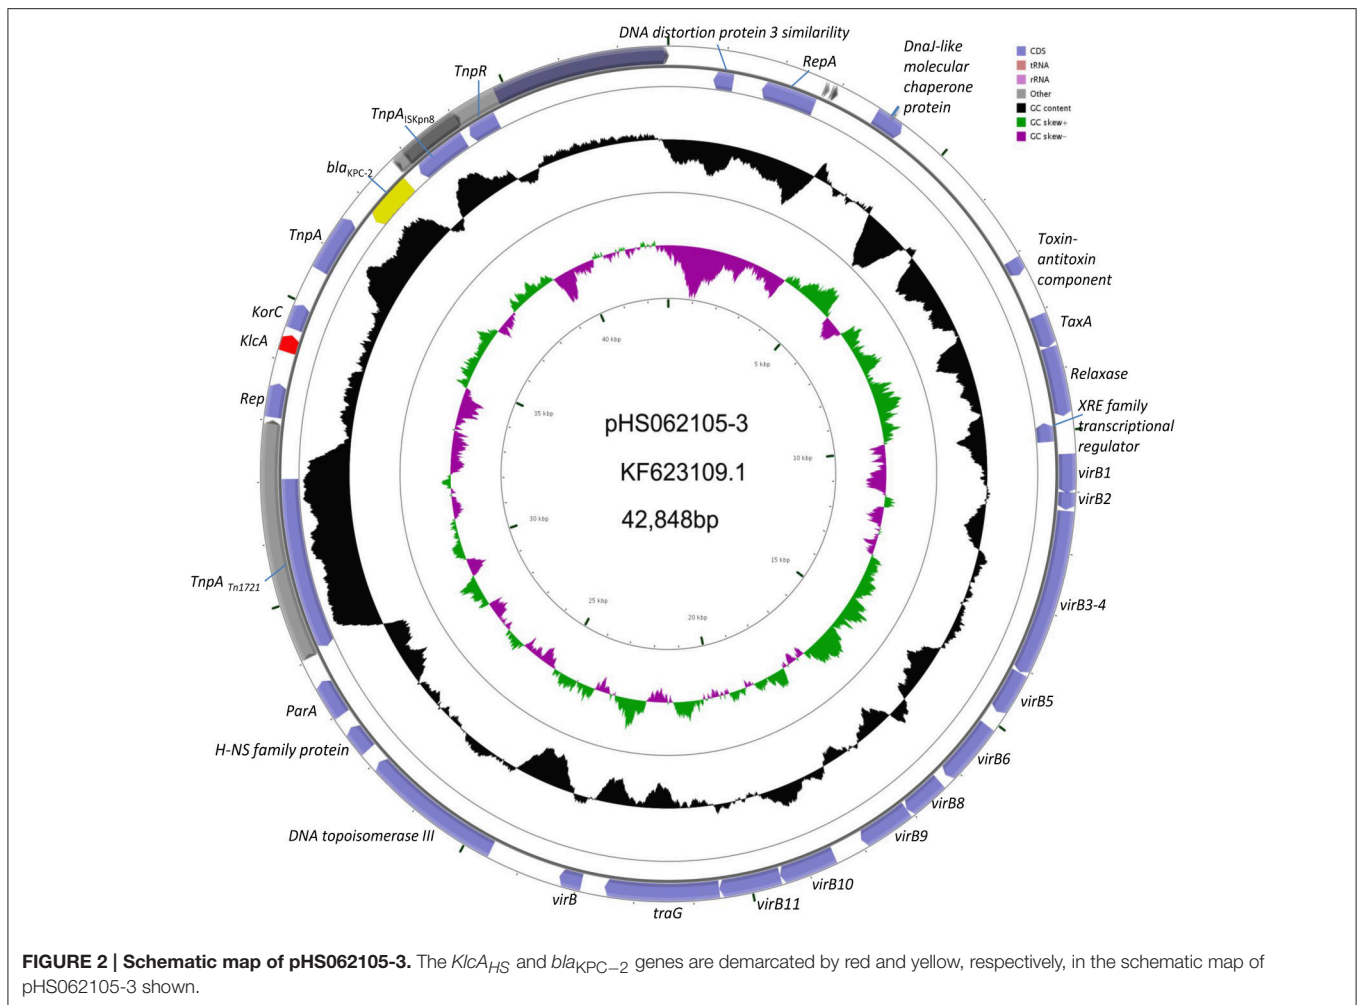 DNA distortion protein 3 similarility
DnaJ-like
molecular
chaperone
protein
RepA
TnpR
TnpA ISKpn8
bla KPC-2
TnpA
KorC
KlcA
Rep
TnpA Tn1721
ParA
H-NS family protein
DNA topoisomerase III
virB
traG
virB11
virB10
virB9
virB8
virB6
virB5
virB3-4
virB2
virB1
XRE family
transcriptional
regulator
Relaxase
TaxA
Toxin-
antitoxin
component
CDS
tRNA
rRNA
Other
GC content
GC skew+
GC skew-
5 kbp
10 kbp
15 kbp
20 kbp
25 kbp
30 kbp
35 kbp
40 kbp
pHS062105-3
KF623109.1
42,848bp
FIGURE 2 | Schematic map of pHS062105-3. The KlcAHS and blaKPC−2 genes are demarcated by red and yellow, respectively, in the schematic map of
pHS062105-3 shown.